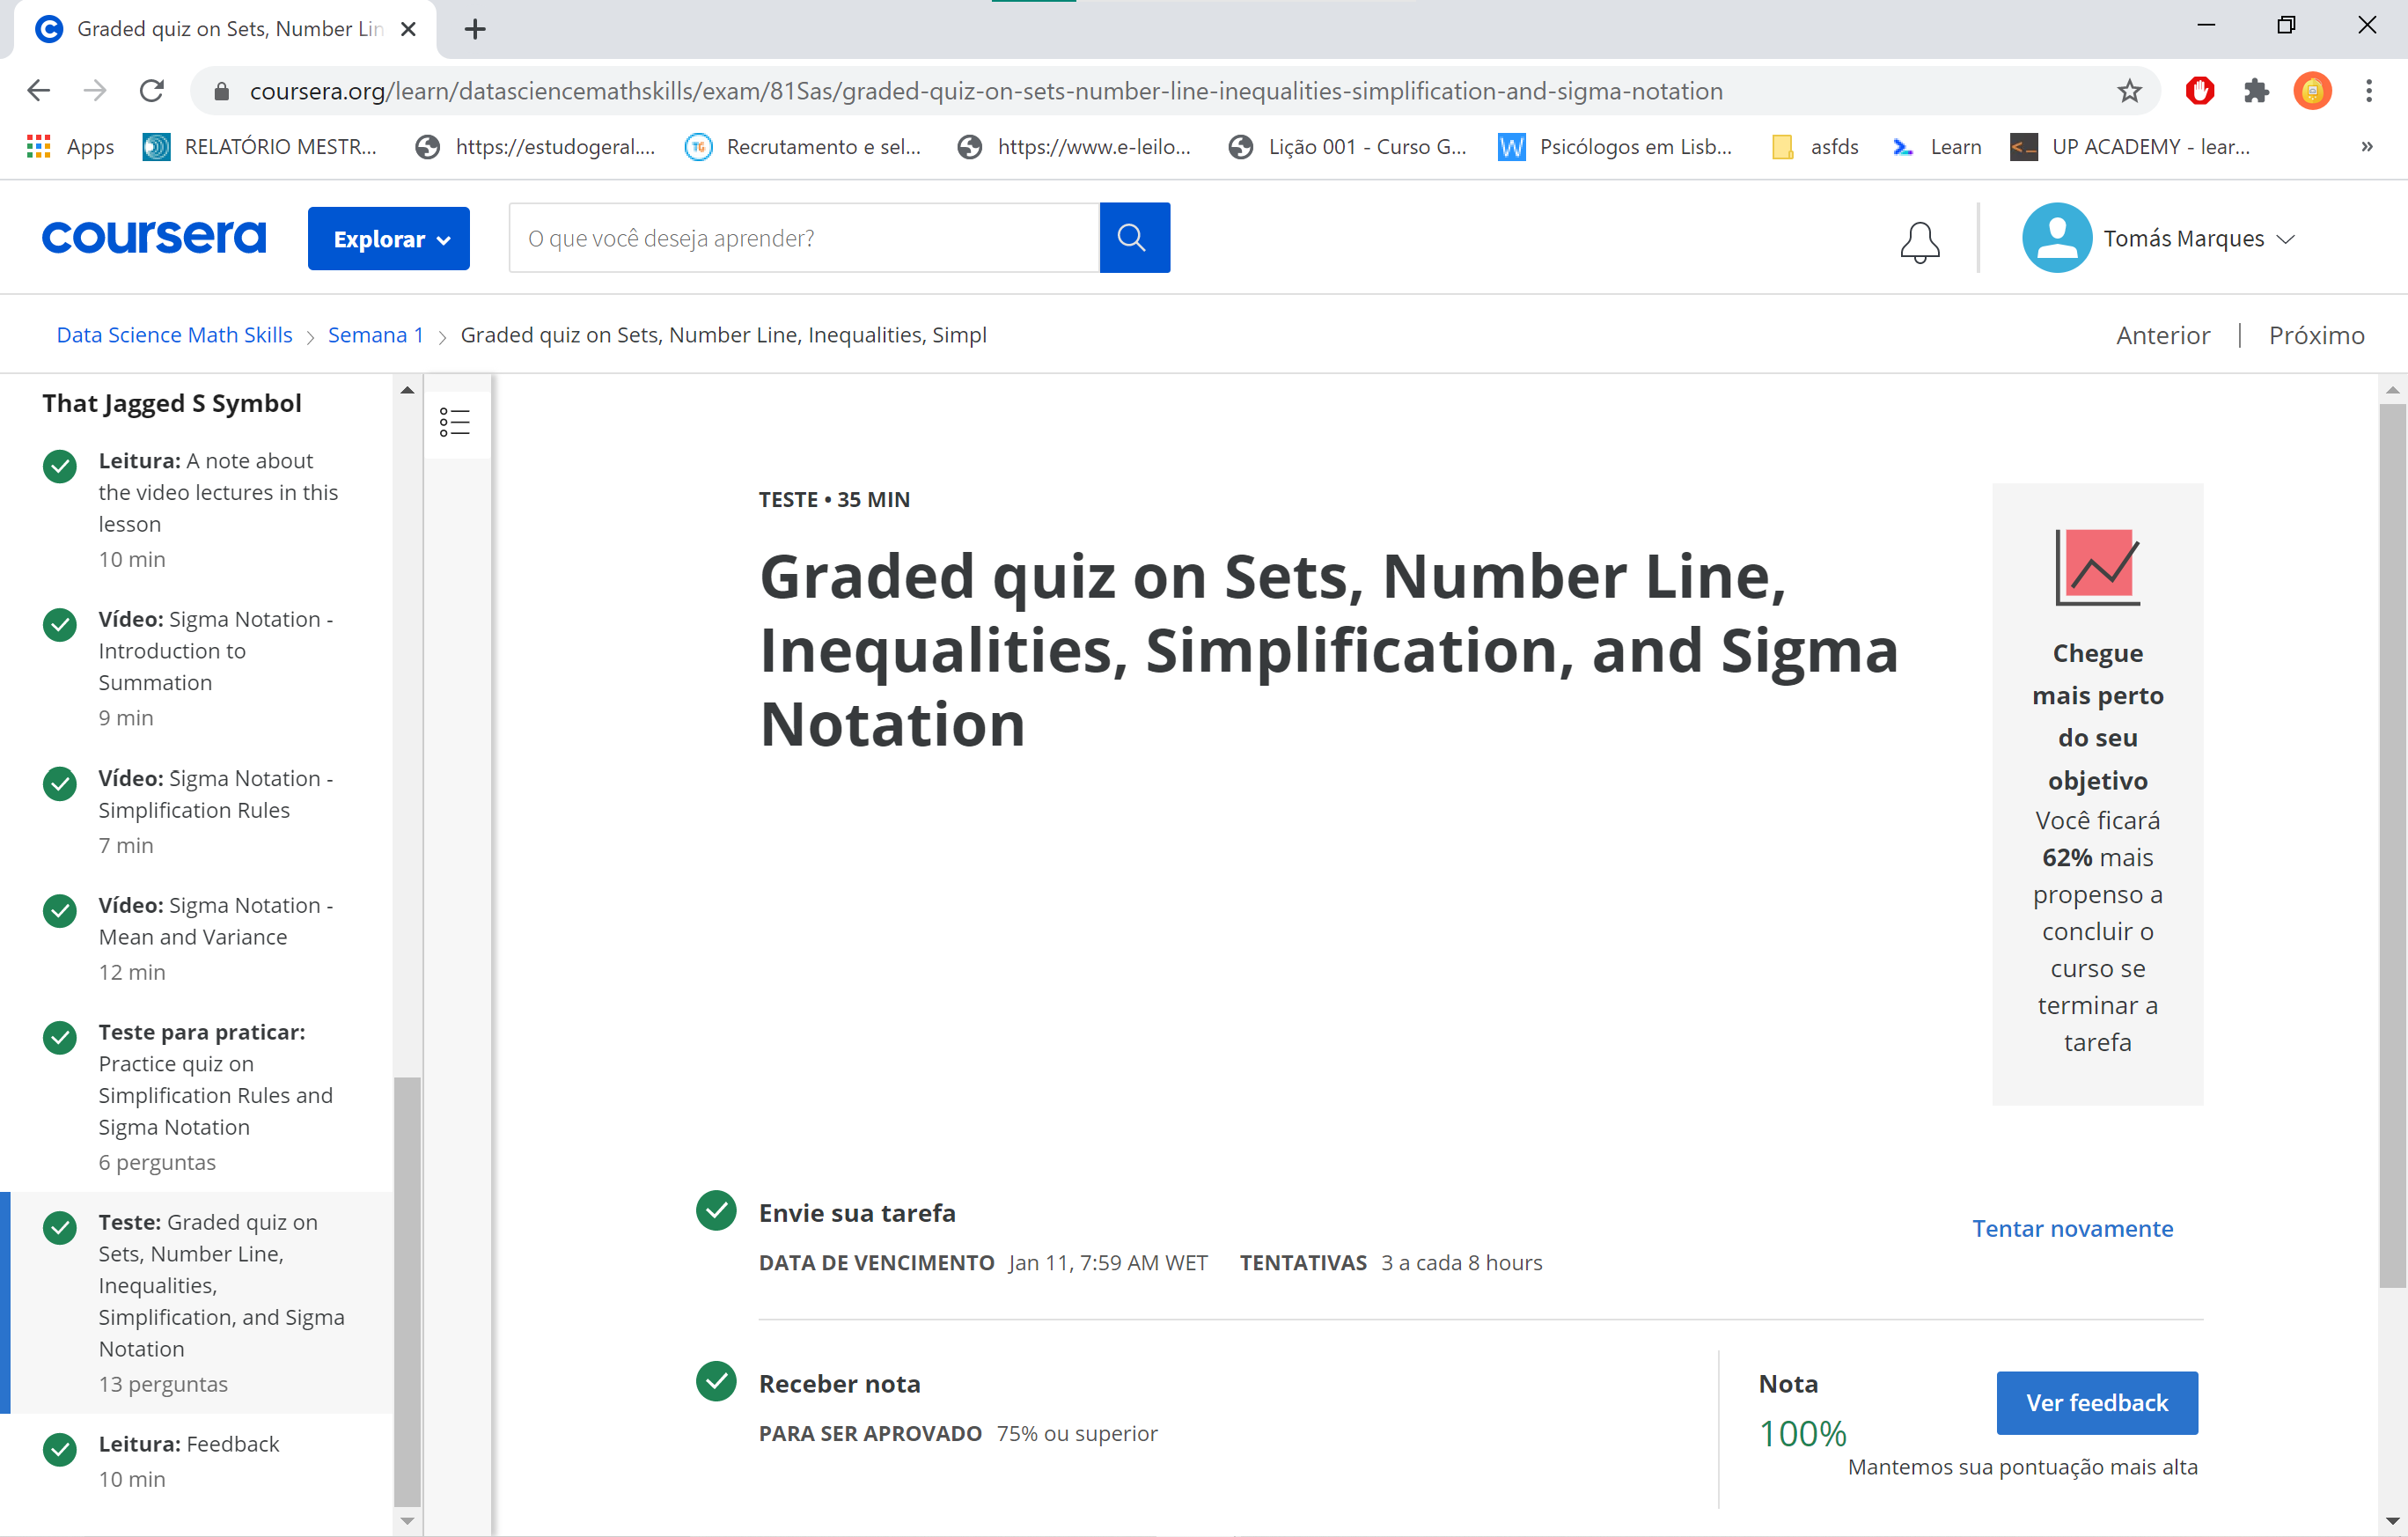 Graded quiz on Sets, Number Lin
coursera.org/learn/datasciencemathskills/exam/81Sas/graded-quiz-on-sets-number-line-inequalities-simplification-and-sigma-notation
Apps RELATÓRIO MESTR... https://estudogeral.... TG Recrutamento e sel... https://www.e-leilo... Lição 001 - Curso G... W Psicólogos em Lisb... asfds Learn UP ACADEMY - lear... »
coursera Explorar O que você deseja aprender? Tomás Marques
Data Science Math Skills > Semana 1 > Graded quiz on Sets, Number Line, Inequalities, Simpl Anterior | Próximo
That Jagged S Symbol
Leitura: A note about
the video lectures in this
lesson
10 min
Vídeo: Sigma Notation -
Introduction to
Summation
9 min
Vídeo: Sigma Notation -
Simplification Rules
7 min
Vídeo: Sigma Notation -
Mean and Variance
12 min
Teste para praticar:
Practice quiz on
Simplification Rules and
Sigma Notation
6 perguntas
Teste: Graded quiz on
Sets, Number Line,
Inequalities,
Simplification, and Sigma
Notation
13 perguntas
Leitura: Feedback
10 min
TESTE • 35 MIN
Graded quiz on Sets, Number Line,
Inequalities, Simplification, and Sigma
Notation
Chegue
mais perto
do seu
objetivo
Você ficará
62% mais
propenso a
concluir o
curso se
terminar a
tarefa
Envie sua tarefa
Tentar novamente
DATA DE VENCIMENTO Jan 11, 7:59 AM WET TENTATIVAS 3 a cada 8 hours
Receber nota
PARA SER APROVADO 75% ou superior
Nota
100%
Ver feedback
Mantemos sua pontuação mais alta